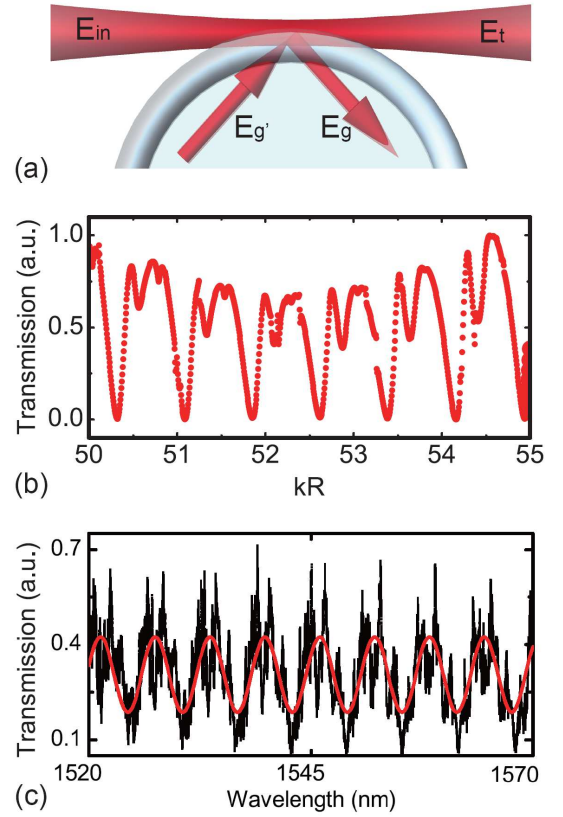 E_in E_t
E_g' E_g
(a)
Transmission (a.u.)
1.0
0.5
0.0
50 51 52 53 54 55
kR
(b)
Transmission (a.u.)
0.7
0.4
0.1
1520 1545 1570
Wavelength (nm)
(c)